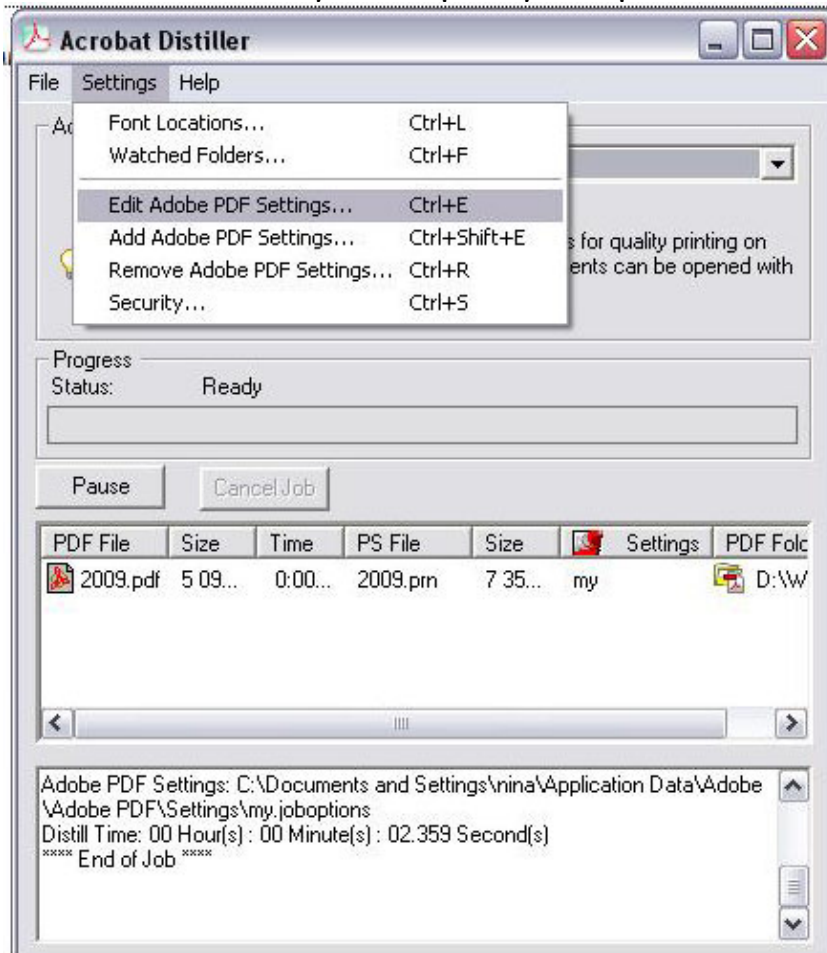 Acrobat Distiller
File Settings Help
Font Locations... Ctrl+L
Watched Folders... Ctrl+F
Edit Adobe PDF Settings... Ctrl+E
Add Adobe PDF Settings... Ctrl+Shift+E
Remove Adobe PDF Settings... Ctrl+R
Security... Ctrl+S
s for quality printing on
ents can be opened with
Progress
Status: Ready
Pause Cancel Job
PDF File Size Time PS File Size Settings PDF Fold
2009.pdf 5 09... 0:00... 2009.prn 7 35... my D:\W
Adobe PDF Settings: C:\Documents and Settings\nina\Application Data\Adobe
\Adobe PDF\Settings\my.joboptions
Distill Time: 00 Hour(s) : 00 Minute(s) : 02.359 Second(s)
**** End of Job ****